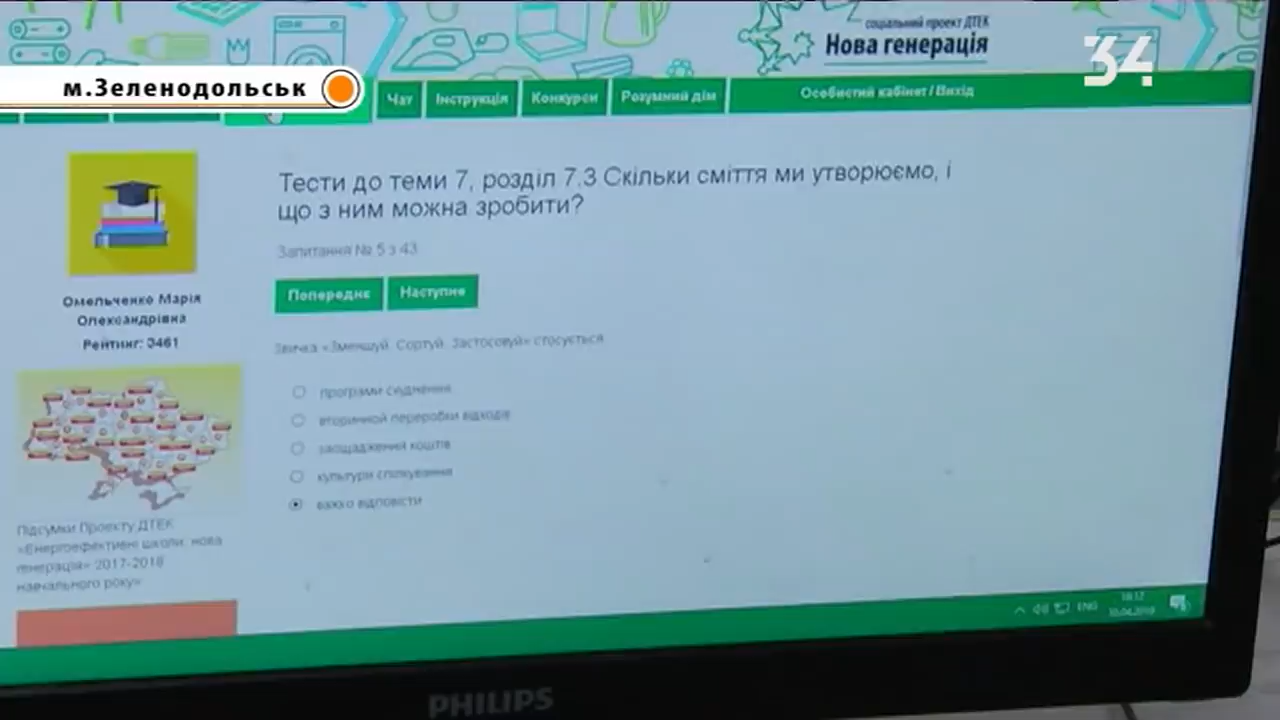 соціальний проект ДТЕК
Нова генерація
34
м.Зеленодольськ
Чат
Інструкція
Конкурси
Розумний дім
Особистий кабінет / Вихід
Тести до теми 7, розділ 7.3 Скільки сміття ми утворюємо, і
що з ним можна зробити?
Запитання № 5 з 43
Попереднє
Наступне
Омельченко Марія
Олександрівна
Рейтинг: 3461
Звичка «Зменшуй. Сортуй. Застосовуй» стосується
програми схуднення
вторинної переробки відходів
заощадження коштів
культури спілкування
важко відповісти
Підсумки Проекту ДТЕК
«Енергоефективні школи: нова
генерація» 2017-2018
навчального року»
ENG
PHILIPS